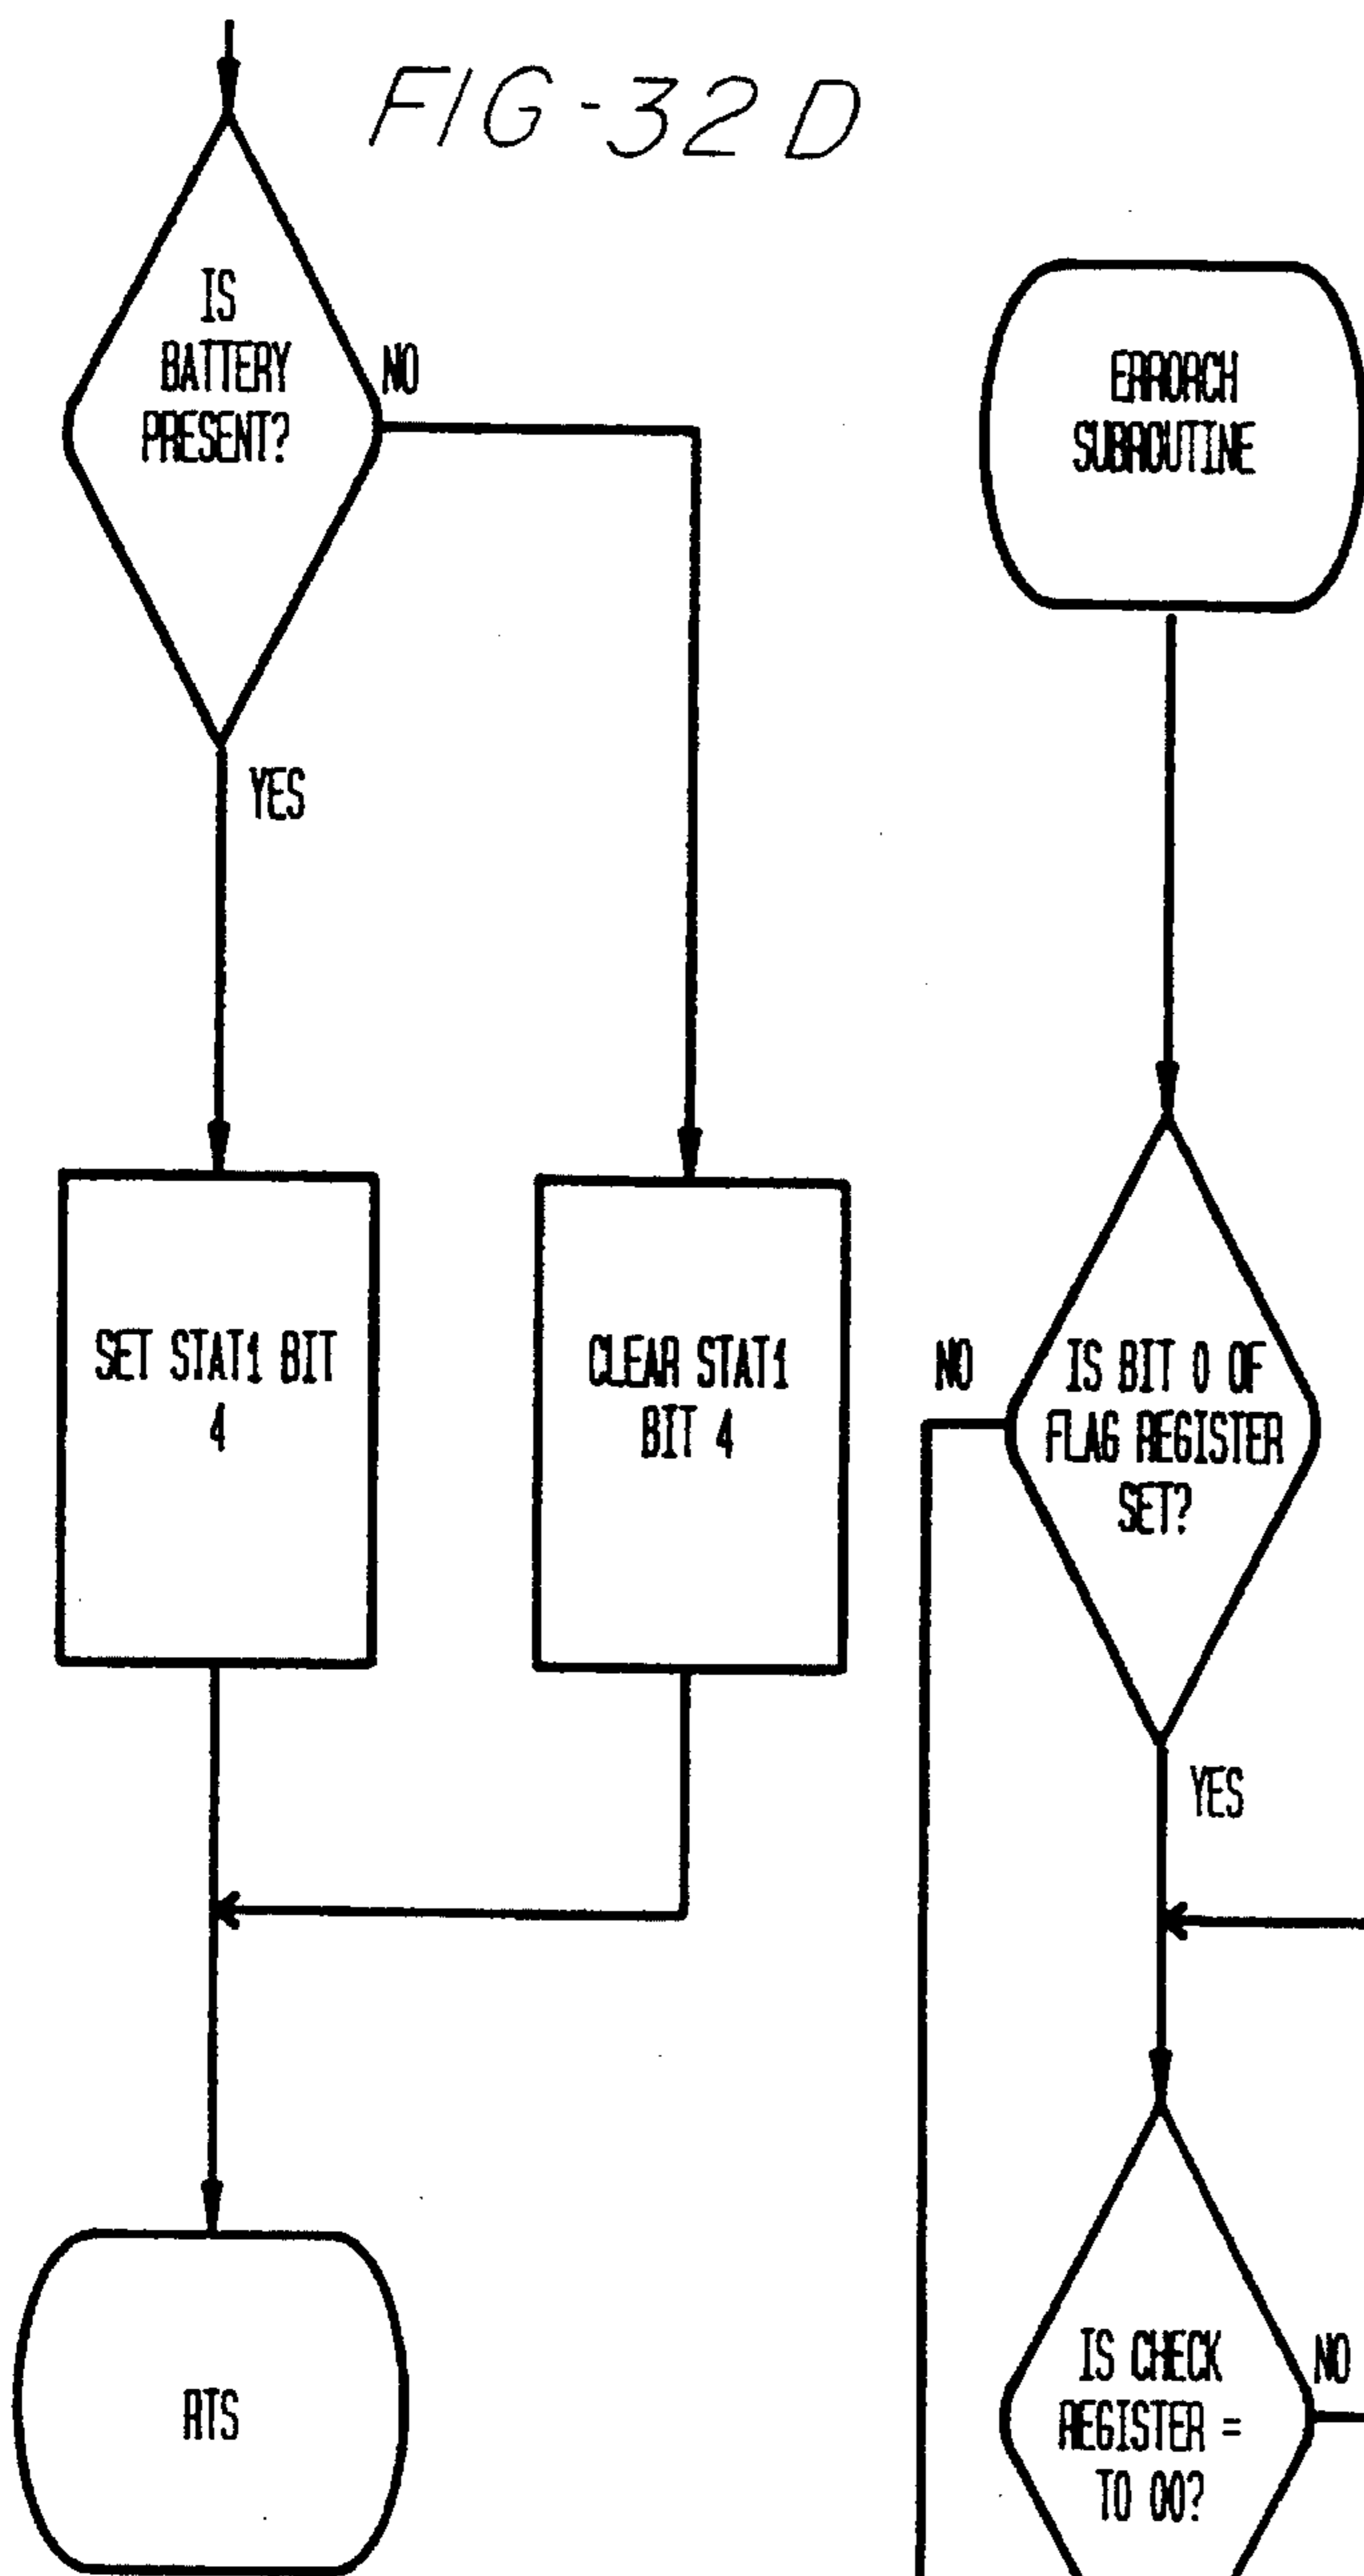 FIG-32D
IS
BATTERY
PRESENT?
NO
YES
SET STAT1 BIT
4
CLEAR STAT1
BIT 4
RTS
ERRORCH
SUBROUTINE
IS BIT 0 OF
FLAG REGISTER
SET?
NO
YES
IS CHECK
REGISTER =
TO 00?
NO